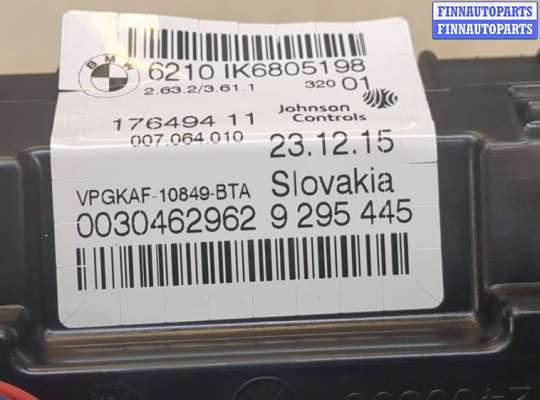 FINNAUTOPARTS
FINNAUTOPARTS
BMW
6210 IK6805198
2.63.2/3.61.1 320 01
176494 11 Johnson
Controls
007.064.010
23.12.15
VPGKAF-10849-BTA Slovakia
0030462962 9 295 445